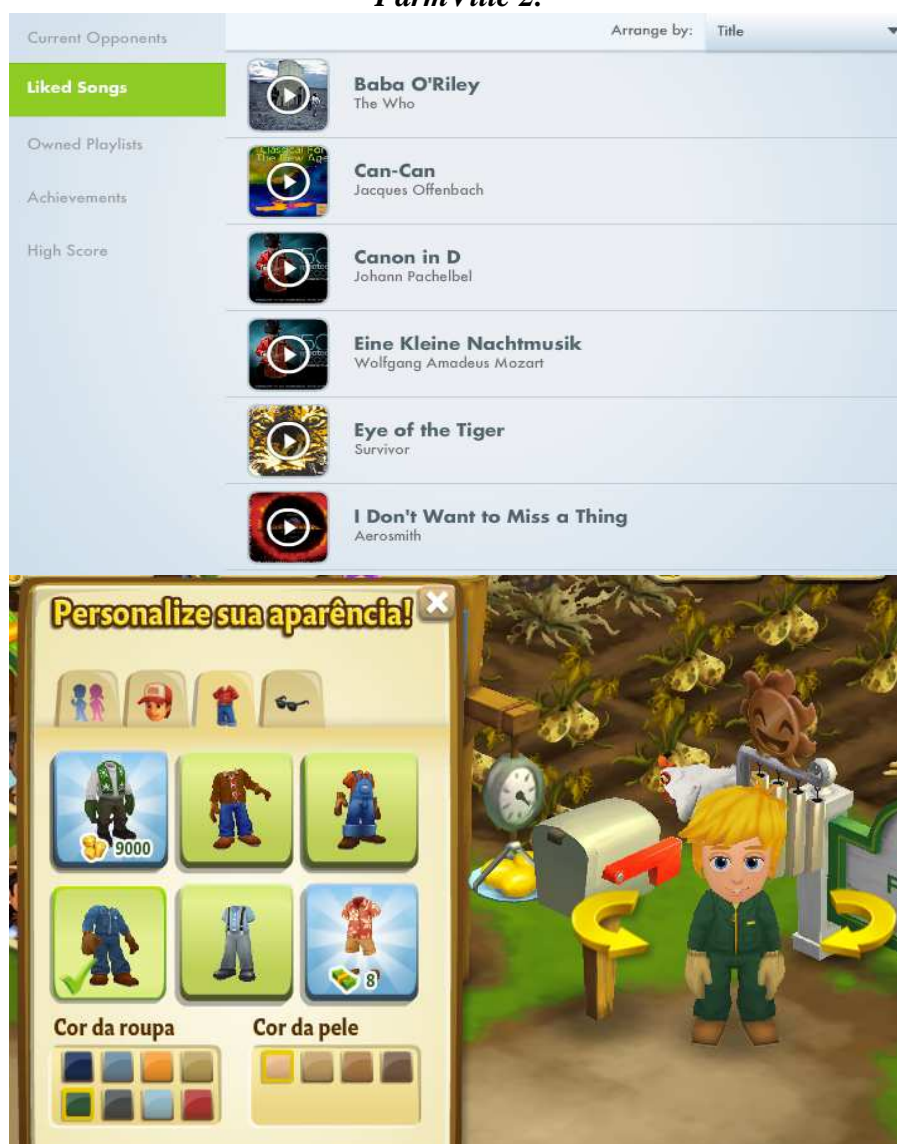 FarmVille 2.
Current Opponents
Arrange by: Title
Liked Songs
Baba O'Riley
The Who
Owned Playlists
Can-Can
Jacques Offenbach
Achievements
High Score
Canon in D
Johann Pachelbel
Eine Kleine Nachtmusik
Wolfgang Amadeus Mozart
Eye of the Tiger
Survivor
I Don't Want to Miss a Thing
Aerosmith
Personalize sua aparência!
9000
8
Cor da roupa
Cor da pele